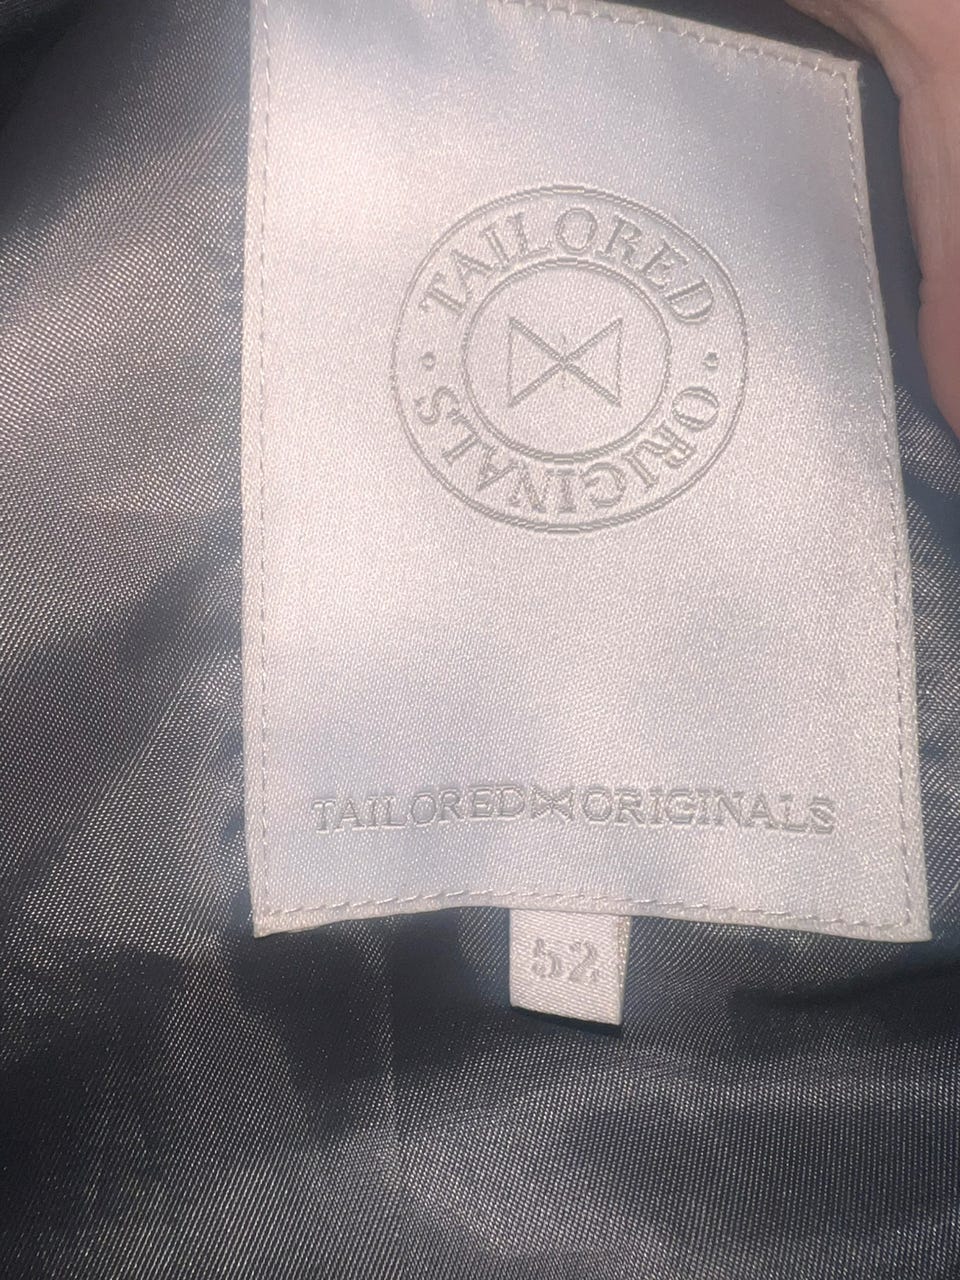 TAILORED • ORIGINALS •
TAILORED ORIGINALS
52